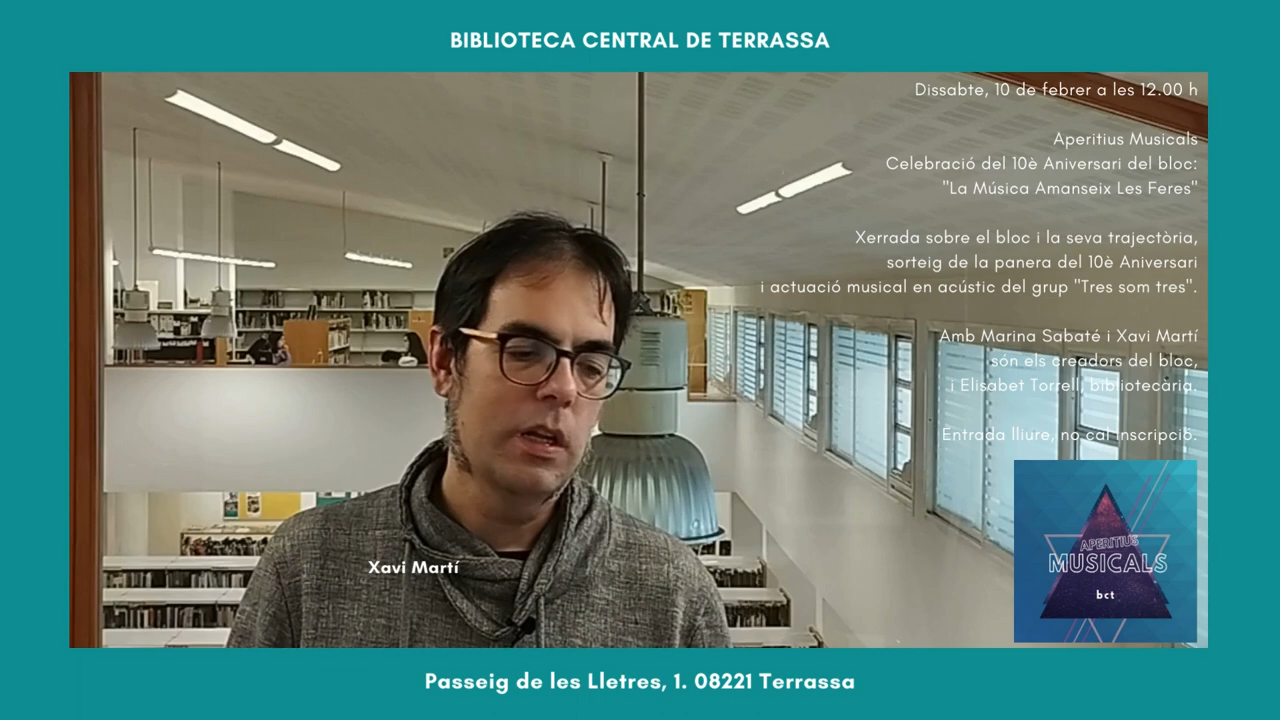 BIBLIOTECA CENTRAL DE TERRASSA
Dissabte, 10 de febrer a les 12.00 h
Aperitius Musicals
Celebració del 10è Aniversari del bloc:
"La Música Amanseix Les Feres"
Xerrada sobre el bloc i la seva trajectòria,
sorteig de la panera del 10è Aniversari
i actuació musical en acústic del grup "Tres som tres".
Amb Marina Sabaté i Xavi Martí
són els creadors del bloc,
i Elisabet Torrell, bibliotecària.
Entrada lliure, no cal inscripció.
APERITIUS
MUSICALS
bct
Xavi Martí
Passeig de les Lletres, 1. 08221 Terrassa